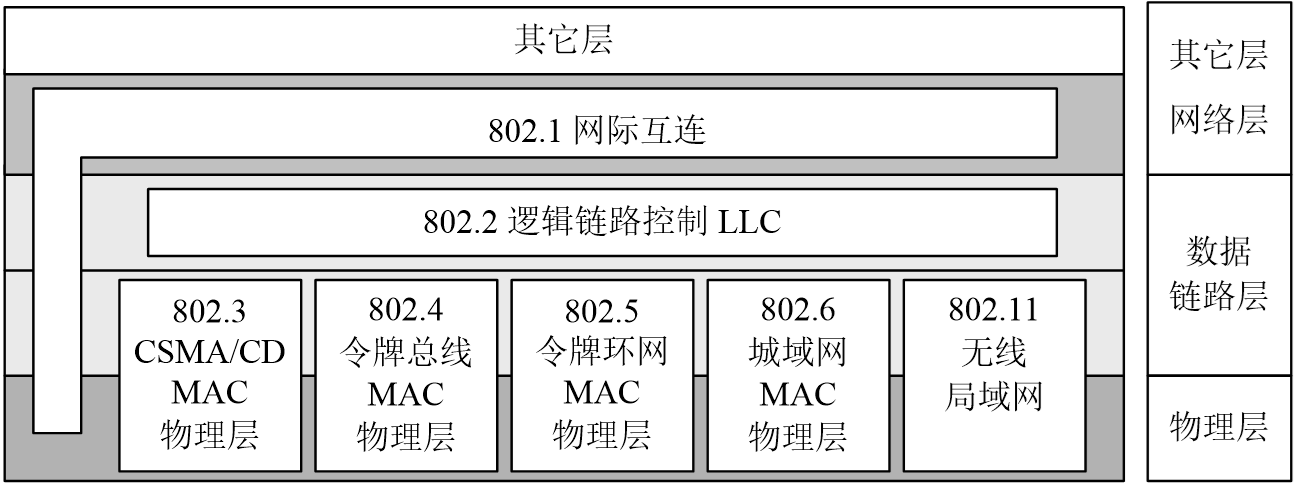 其它层
802.1 网际互连
802.2 逻辑链路控制 LLC
802.3
CSMA/CD
MAC
物理层
802.4
令牌总线
MAC
物理层
802.5
令牌环网
MAC
物理层
802.6
城域网
MAC
物理层
802.11
无线
局域网
其它层
网络层
数据
链路层
物理层